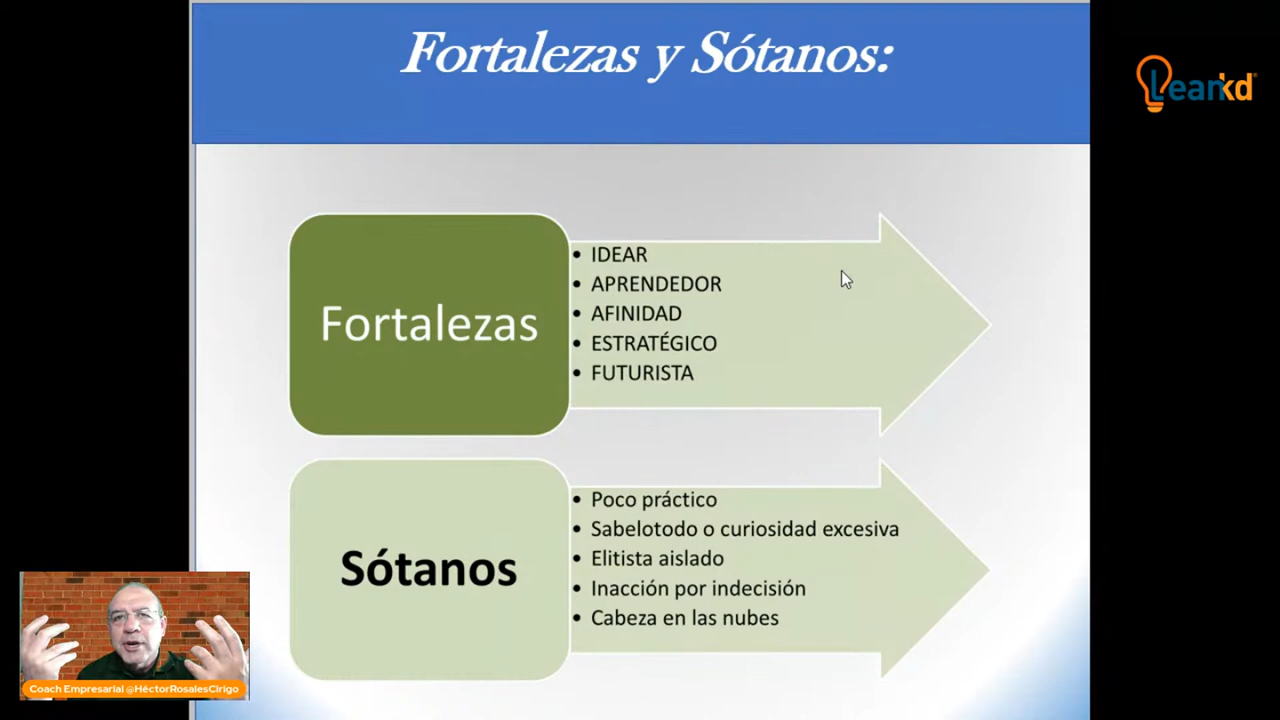 Fortalezas y Sótanos:
Leankd
Fortalezas
• IDEAR
• APRENDEDOR
• AFINIDAD
• ESTRATÉGICO
• FUTURISTA
Sótanos
• Poco práctico
• Sabelotodo o curiosidad excesiva
• Elitista aislado
• Inacción por indecisión
• Cabeza en las nubes
Coach Empresarial @HéctorRosalesCirigo